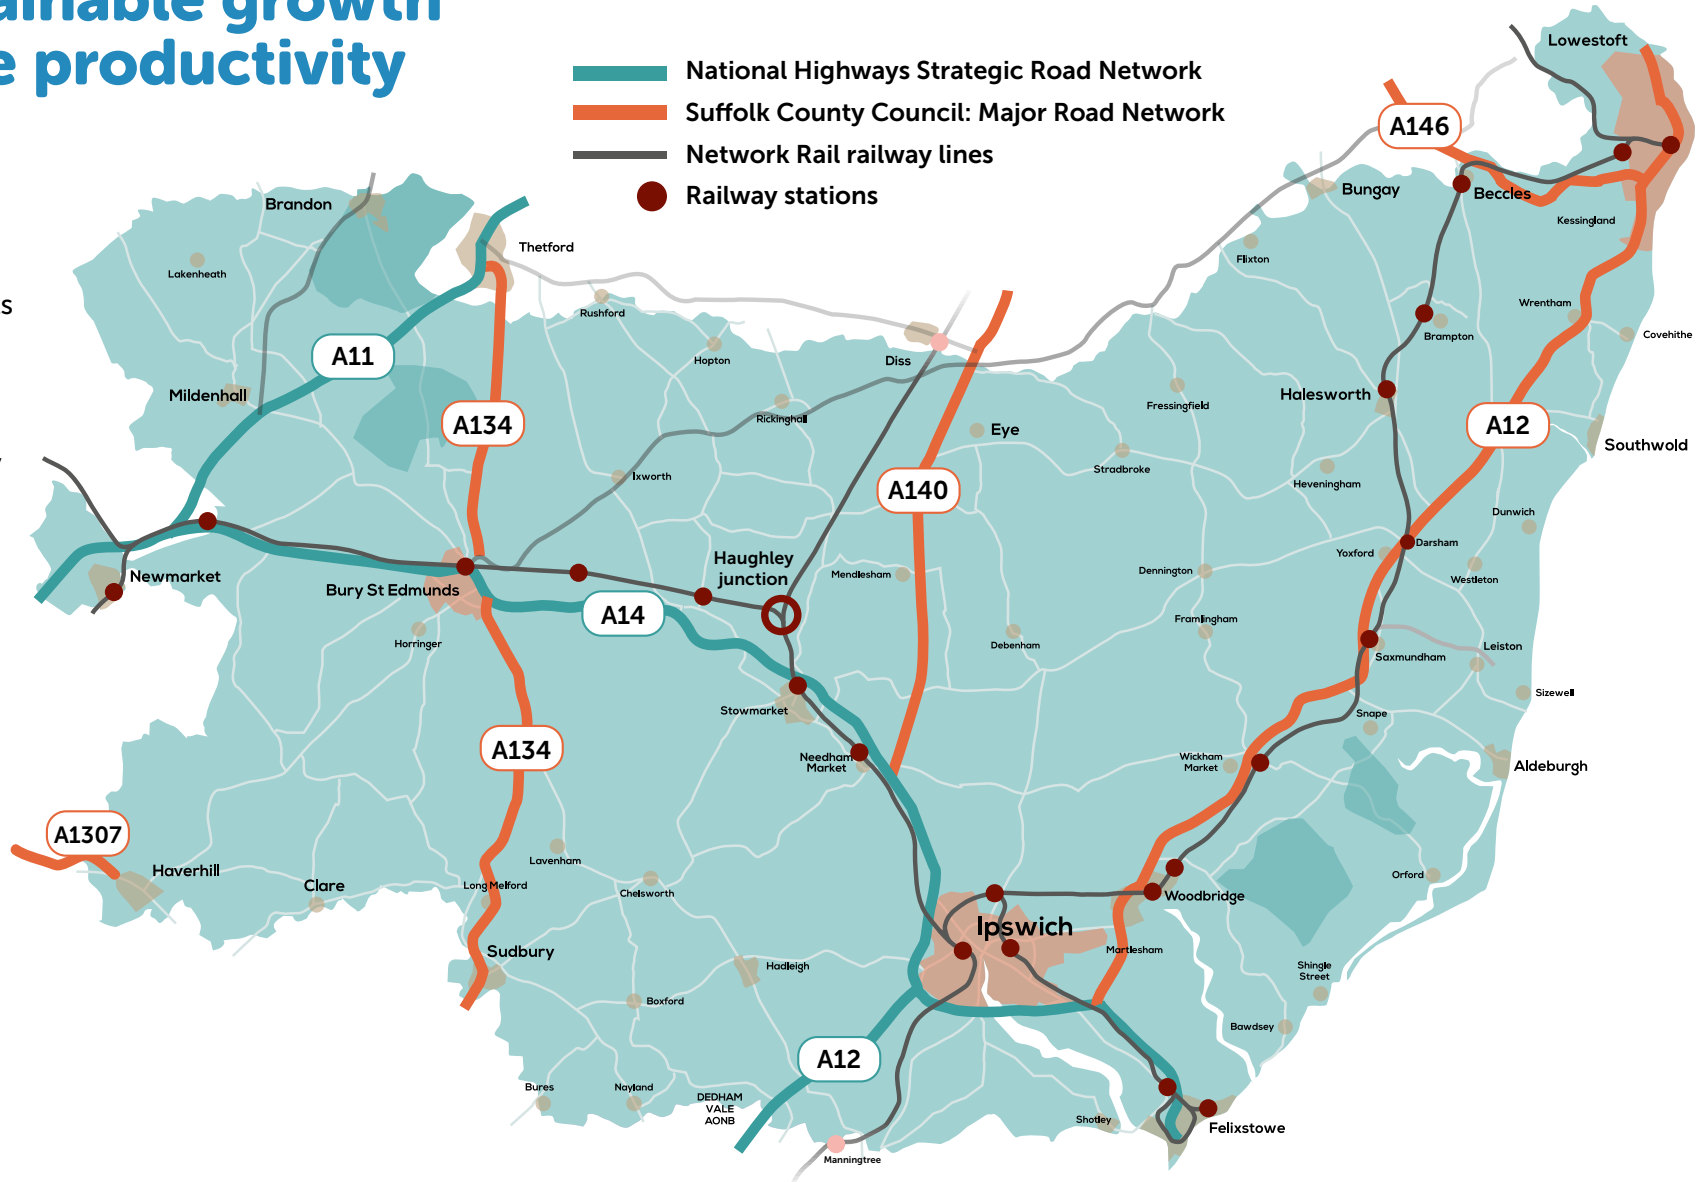 ainable growth
e productivity
s
National Highways Strategic Road Network
Suffolk County Council: Major Road Network
Network Rail railway lines
Railway stations
Lowestoft
A146
Bungay
Beccles
Kessingland
Brandon
Thetford
Lakenheath
Flixton
Rushford
Wrentham
Covehithe
Brampton
A11
Hopton
Diss
Mildenhall
Halesworth
Fressingfield
A134
Rickinghall
Eye
A12
Southwold
Stradbroke
Ixworth
Heveningham
A140
Dunwich
Darsham
Yoxford
Haughley
junction
Newmarket
Mendlesham
Dennington
Westleton
Bury St Edmunds
A14
Framlingham
Horringer
Debenham
Leiston
Saxmundham
Sizewell
Stowmarket
Snape
A134
Needham
Market
Wickham
Market
Aldeburgh
A1307
Haverhill
Lavenham
Clare
Long Melford
Chelsworth
Orford
Woodbridge
Ipswich
Sudbury
Martlesham
Hadleigh
Shingle
Street
Boxford
Bawdsey
A12
Bures
Nayland
DEDHAM
VALE
AONB
Shotley
Felixstowe
Manningtree